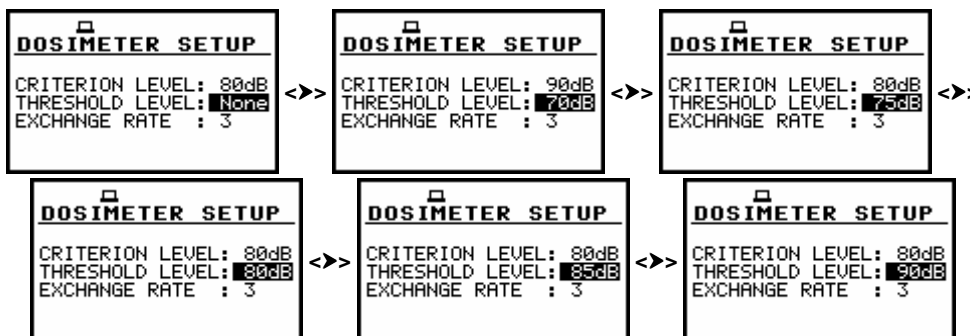 DOSIMETER SETUP
CRITERION LEVEL: 80dB
THRESHOLD LEVEL: None
EXCHANGE RATE : 3
<➤>
DOSIMETER SETUP
CRITERION LEVEL: 90dB
THRESHOLD LEVEL: 70dB
EXCHANGE RATE : 3
<➤>
DOSIMETER SETUP
CRITERION LEVEL: 80dB
THRESHOLD LEVEL: 75dB
EXCHANGE RATE : 3
<➤>
DOSIMETER SETUP
CRITERION LEVEL: 80dB
THRESHOLD LEVEL: 80dB
EXCHANGE RATE : 3
<➤>
DOSIMETER SETUP
CRITERION LEVEL: 80dB
THRESHOLD LEVEL: 85dB
EXCHANGE RATE : 3
<➤>
DOSIMETER SETUP
CRITERION LEVEL: 80dB
THRESHOLD LEVEL: 90dB
EXCHANGE RATE : 3